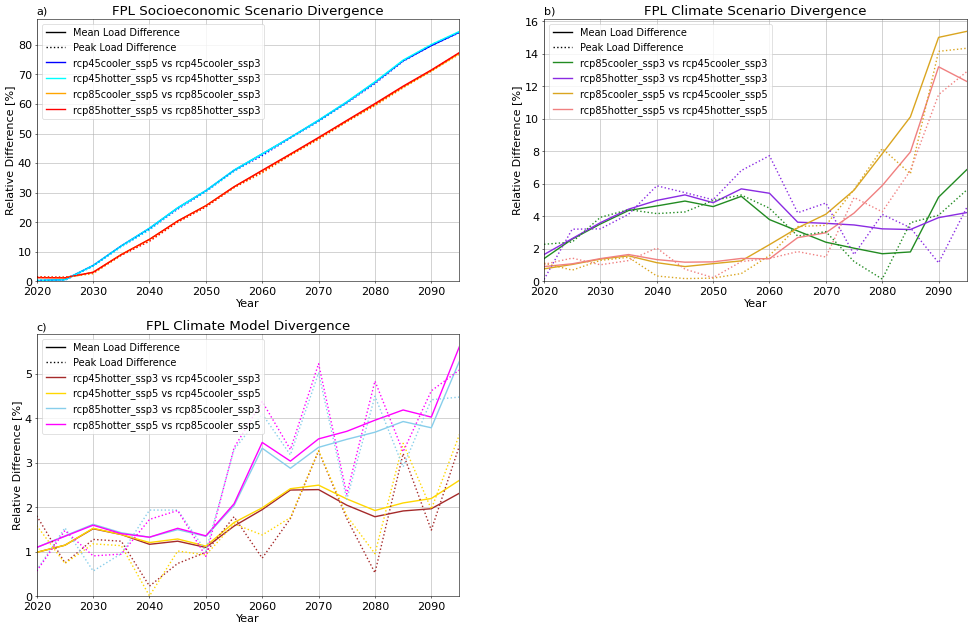 a)
FPL Socioeconomic Scenario Divergence
Mean Load Difference
Peak Load Difference
rcp45cooler_ssp5 vs rcp45cooler_ssp3
rcp45hotter_ssp5 vs rcp45hotter_ssp3
rcp85cooler_ssp5 vs rcp85cooler_ssp3
rcp85hotter_ssp5 vs rcp85hotter_ssp3
Relative Difference [%]
80
70
60
50
40
30
20
10
0
2020 2030 2040 2050 2060 2070 2080 2090
Year
b)
FPL Climate Scenario Divergence
Mean Load Difference
Peak Load Difference
rcp85cooler_ssp3 vs rcp45cooler_ssp3
rcp85hotter_ssp3 vs rcp45hotter_ssp3
rcp85cooler_ssp5 vs rcp45cooler_ssp5
rcp85hotter_ssp5 vs rcp45hotter_ssp5
Relative Difference [%]
16
14
12
10
8
6
4
2
0
2020 2030 2040 2050 2060 2070 2080 2090
Year
c)
FPL Climate Model Divergence
Mean Load Difference
Peak Load Difference
rcp45hotter_ssp3 vs rcp45cooler_ssp3
rcp45hotter_ssp5 vs rcp45cooler_ssp5
rcp85hotter_ssp3 vs rcp85cooler_ssp3
rcp85hotter_ssp5 vs rcp85cooler_ssp5
Relative Difference [%]
5
4
3
2
1
0
2020 2030 2040 2050 2060 2070 2080 2090
Year